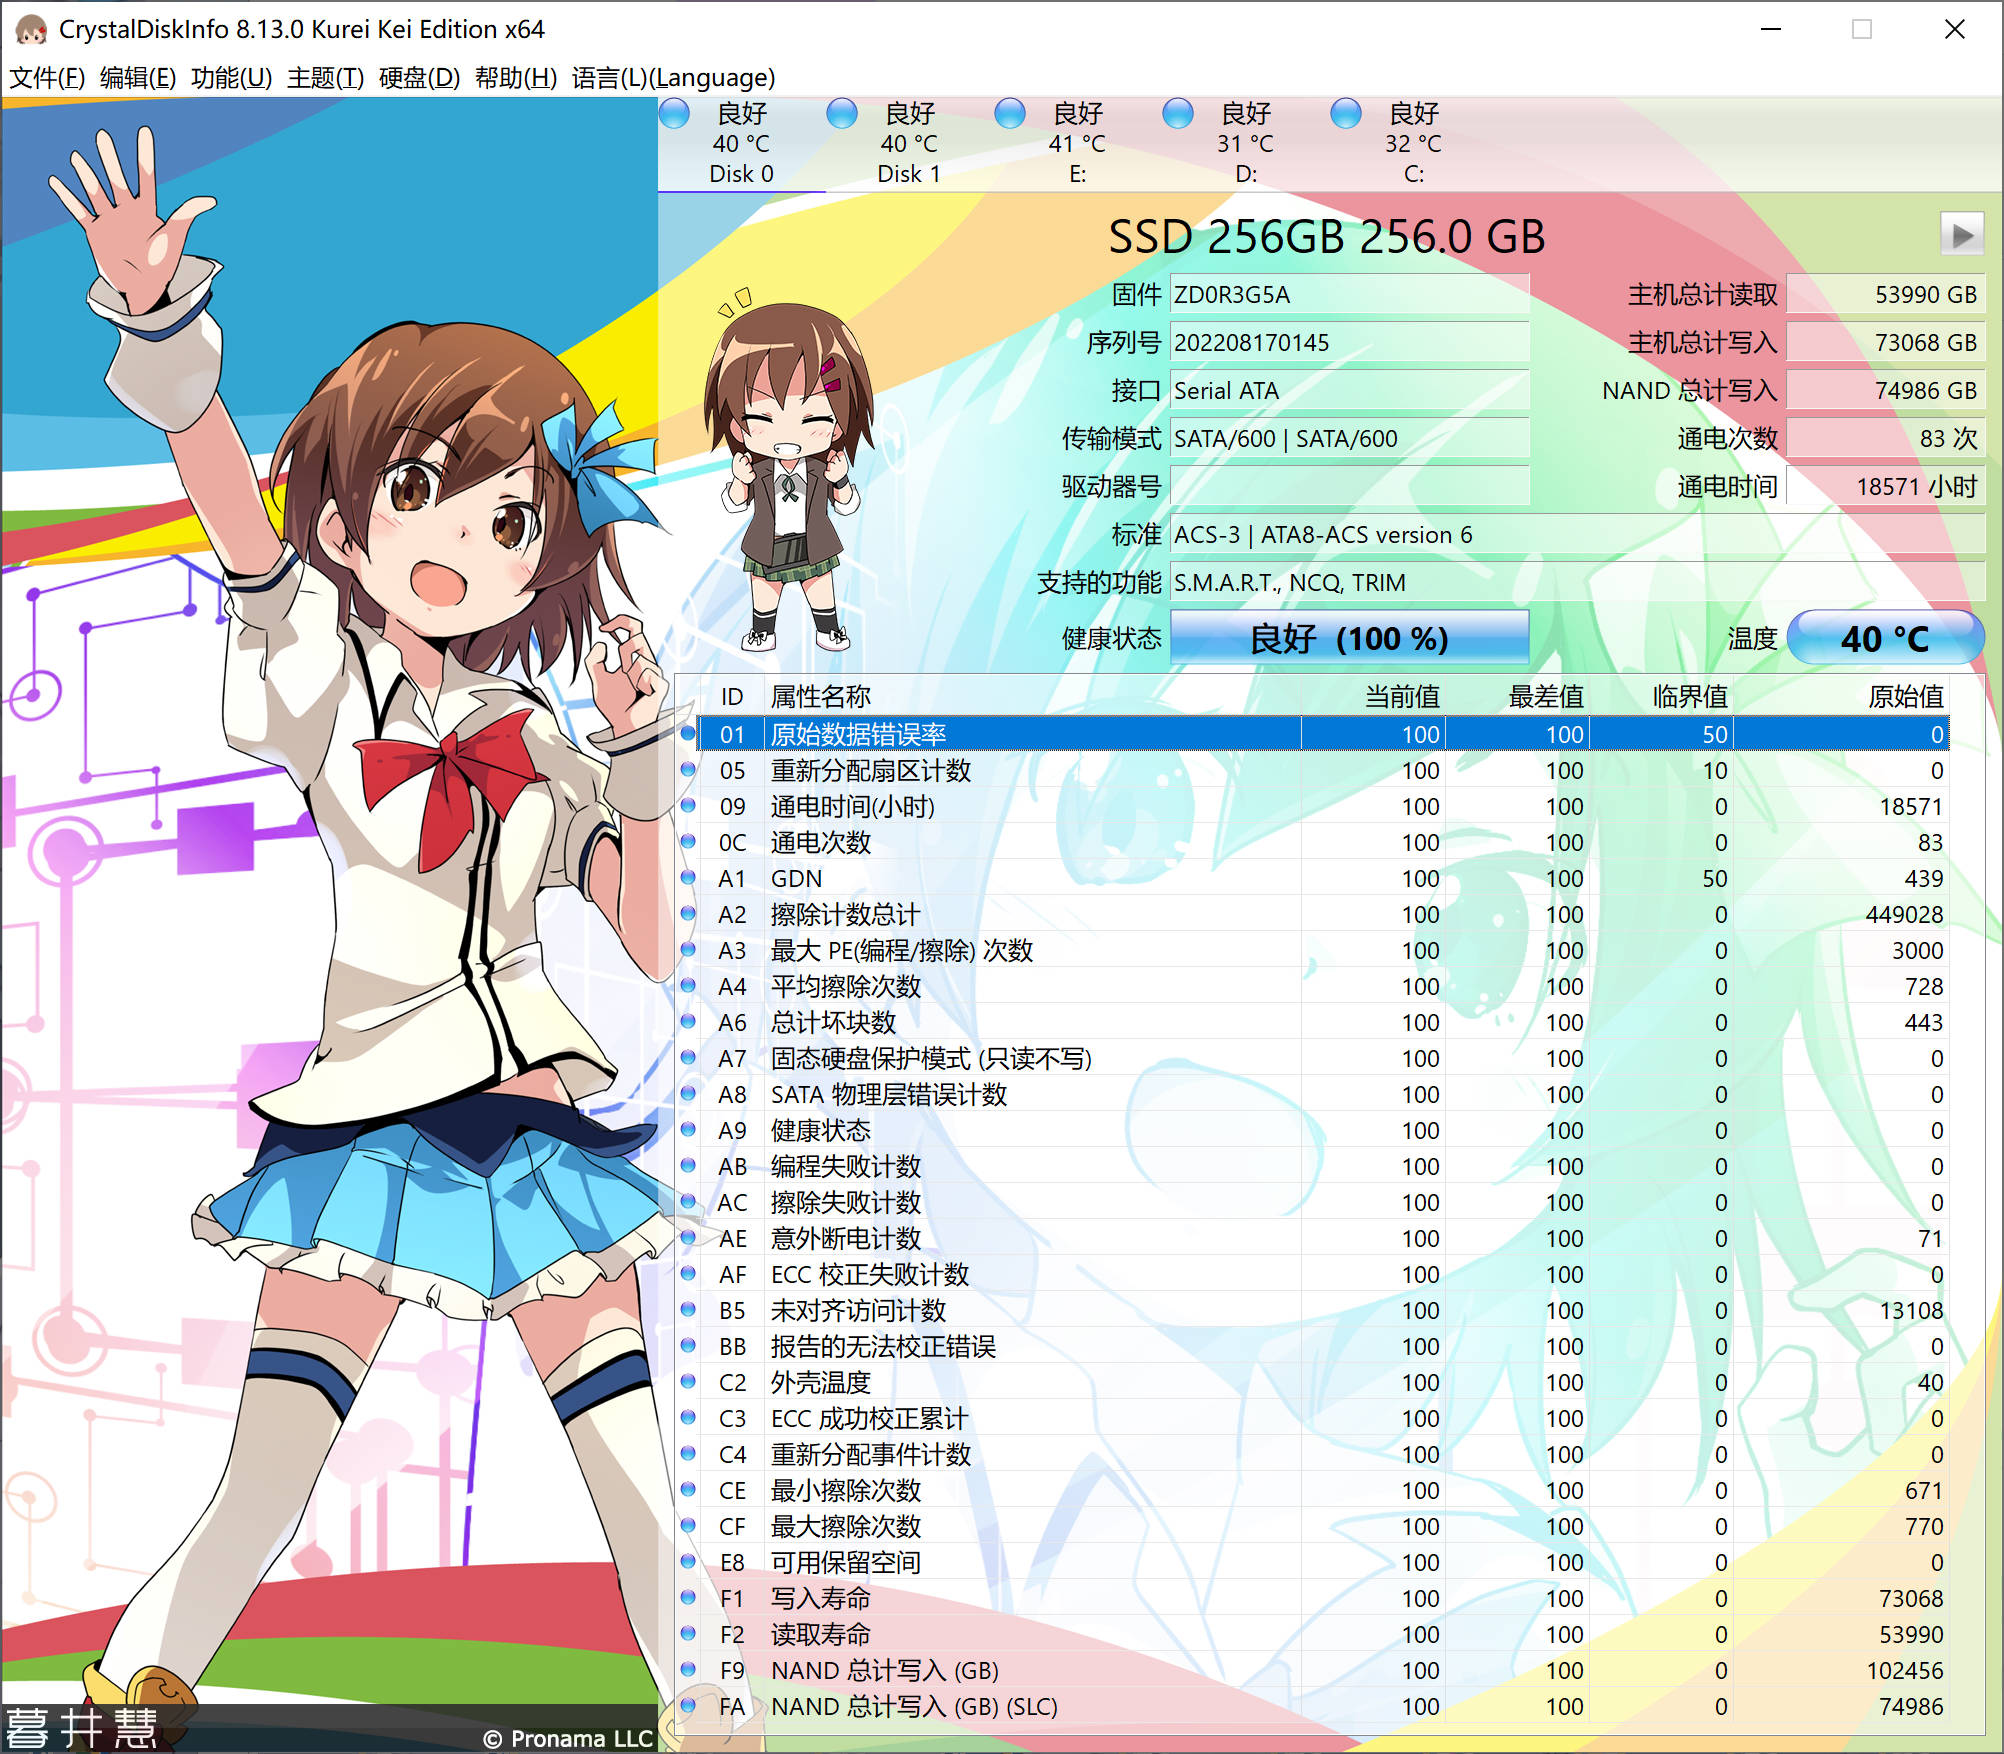 CrystalDiskInfo 8.13.0 Kurei Kei Edition x64
文件(F) 编辑(E) 功能(U) 主题(T) 硬盘(D) 帮助(H) 语言(L)(Language)
良好 良好 良好 良好 良好
40 °C 40 °C 41 °C 31 °C 32 °C
Disk 0 Disk 1 E: D: C:
SSD 256GB 256.0 GB
固件 ZD0R3G5A 主机总计读取 53990 GB
序列号 202208170145 主机总计写入 73068 GB
接口 Serial ATA NAND 总计写入 74986 GB
传输模式 SATA/600 | SATA/600 通电次数 83 次
驱动器号 通电时间 18571 小时
标准 ACS-3 | ATA8-ACS version 6
支持的功能 S.M.A.R.T., NCQ, TRIM
健康状态 良好 (100 %) 温度 40 °C
ID 属性名称 当前值 最差值 临界值 原始值
01 原始数据错误率 100 100 50 0
05 重新分配扇区计数 100 100 10 0
09 通电时间(小时) 100 100 0 18571
0C 通电次数 100 100 0 83
A1 GDN 100 100 50 439
A2 擦除计数总计 100 100 0 449028
A3 最大 PE(编程/擦除) 次数 100 100 0 3000
A4 平均擦除次数 100 100 0 728
A6 总计坏块数 100 100 0 443
A7 固态硬盘保护模式 (只读不写) 100 100 0 0
A8 SATA 物理层错误计数 100 100 0 0
A9 健康状态 100 100 0 0
AB 编程失败计数 100 100 0 0
AC 擦除失败计数 100 100 0 0
AE 意外断电计数 100 100 0 71
AF ECC 校正失败计数 100 100 0 0
B5 未对齐访问计数 100 100 0 13108
BB 报告的无法校正错误 100 100 0 0
C2 外壳温度 100 100 0 40
C3 ECC 成功校正累计 100 100 0 0
C4 重新分配事件计数 100 100 0 0
CE 最小擦除次数 100 100 0 671
CF 最大擦除次数 100 100 0 770
E8 可用保留空间 100 100 0 0
F1 写入寿命 100 100 0 73068
F2 读取寿命 100 100 0 53990
F9 NAND 总计写入 (GB) 100 100 0 102456
FA NAND 总计写入 (GB) (SLC) 100 100 0 74986
暮井慧
© Pronama LLC